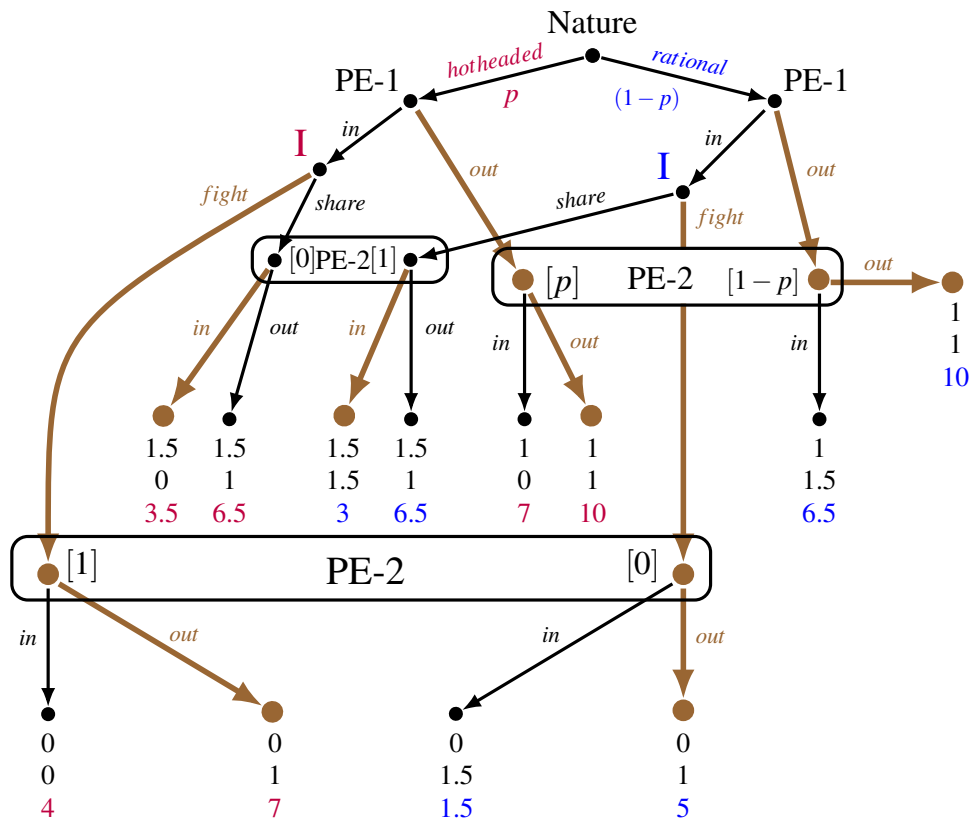 Nature
hotheaded
rational
PE-1
PE-1
p
(1 − p)
in
in
I
I
out
out
fight
share
share
fight
[0]PE-2[1]
[p]
PE-2
[1 − p]
out
in
out
in
out
in
out
in
1
1
10
1.5 1.5 1.5 1.5 1 1 1
0 1 1.5 1 0 1 1.5
3.5 6.5 3 6.5 7 10 6.5
[1]
PE-2
[0]
in
out
in
out
0 0 0 0
0 1 1.5 1
4 7 1.5 5